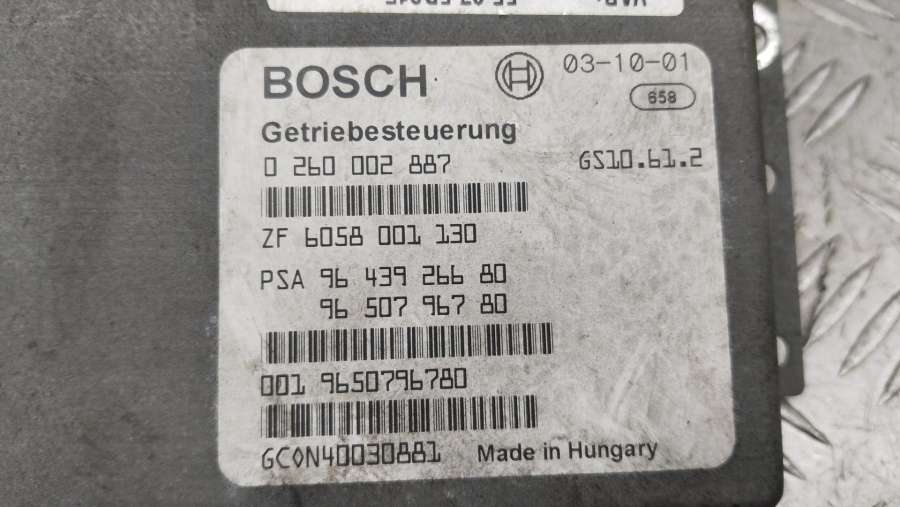 BOSCH
03-10-01
658
Getriebesteuerung
0 260 002 887
GS10.61.2
ZF 6058 001 130
PSA 96 439 266 80
96 507 967 80
001 9650796780
GC0N40030881
Made in Hungary